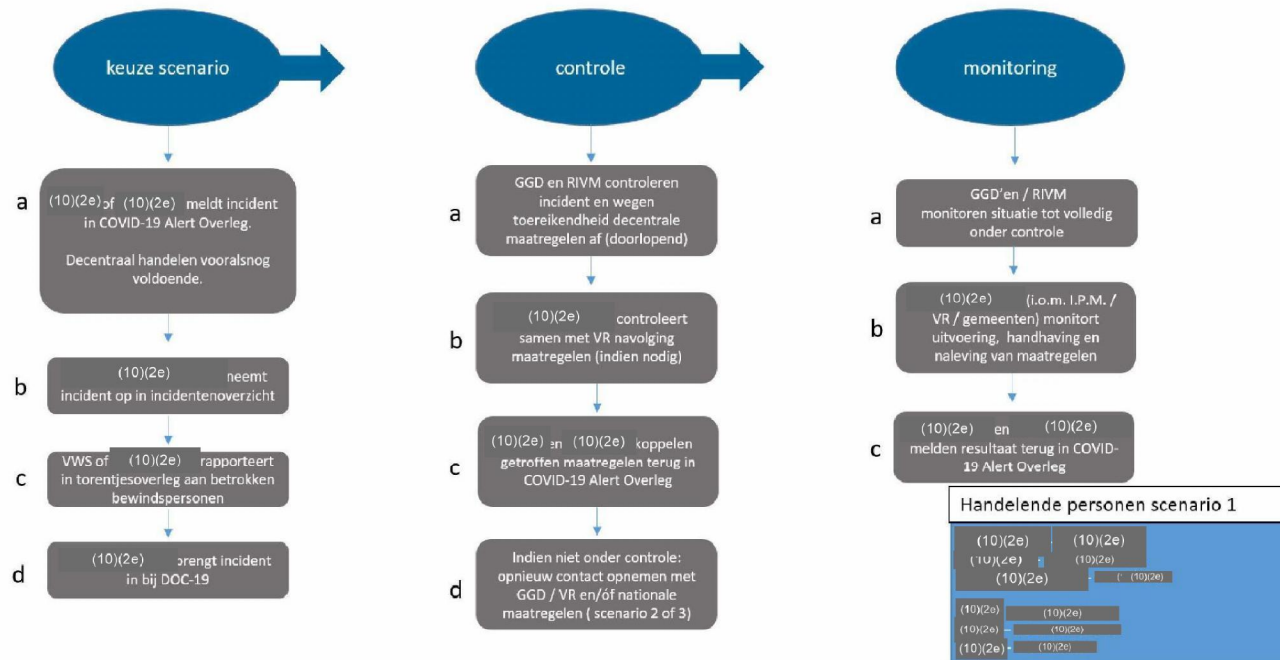 keuze scenario
a
(10)(2e) of (10)(2e) meldt incident
in COVID-19 Alert Overleg.
Decentraal handelen vooralsnog
voldoende.
b
(10)(2e) neemt
incident op in incidentenoverzicht
c
VWS of (10)(2e) rapporteert
in torentjesoverleg aan betrokken
bewindspersonen
d
(10)(2e) brengt incident
in bij DOC-19
controle
a
GGD en RIVM controleren
incident en wegen
toereikendheid decentrale
maatregelen af (doorlopend)
b
(10)(2e) controleert
samen met VR navolging
maatregelen (indien nodig)
c
(10)(2e) en (10)(2e) koppelen
getroffen maatregelen terug in
COVID-19 Alert Overleg
d
Indien niet onder controle:
opnieuw contact opnemen met
GGD / VR en/óf nationale
maatregelen ( scenario 2 of 3)
monitoring
a
GGD'en / RIVM
monitoren situatie tot volledig
onder controle
b
(10)(2e) (i.o.m. I.P.M. /
VR / gemeenten) monitort
uitvoering, handhaving en
naleving van maatregelen
c
(10)(2e) en (10)(2e)
melden resultaat terug in COVID-
19 Alert Overleg
Handelende personen scenario 1
(10)(2e) - (10)(2e)
(10)(2e) - (10)(2e)
(10)(2e) - (10)(2e)
(10)(2e) (10)(2e)
(10)(2e) - (10)(2e)
(10)(2e) - (10)(2e)